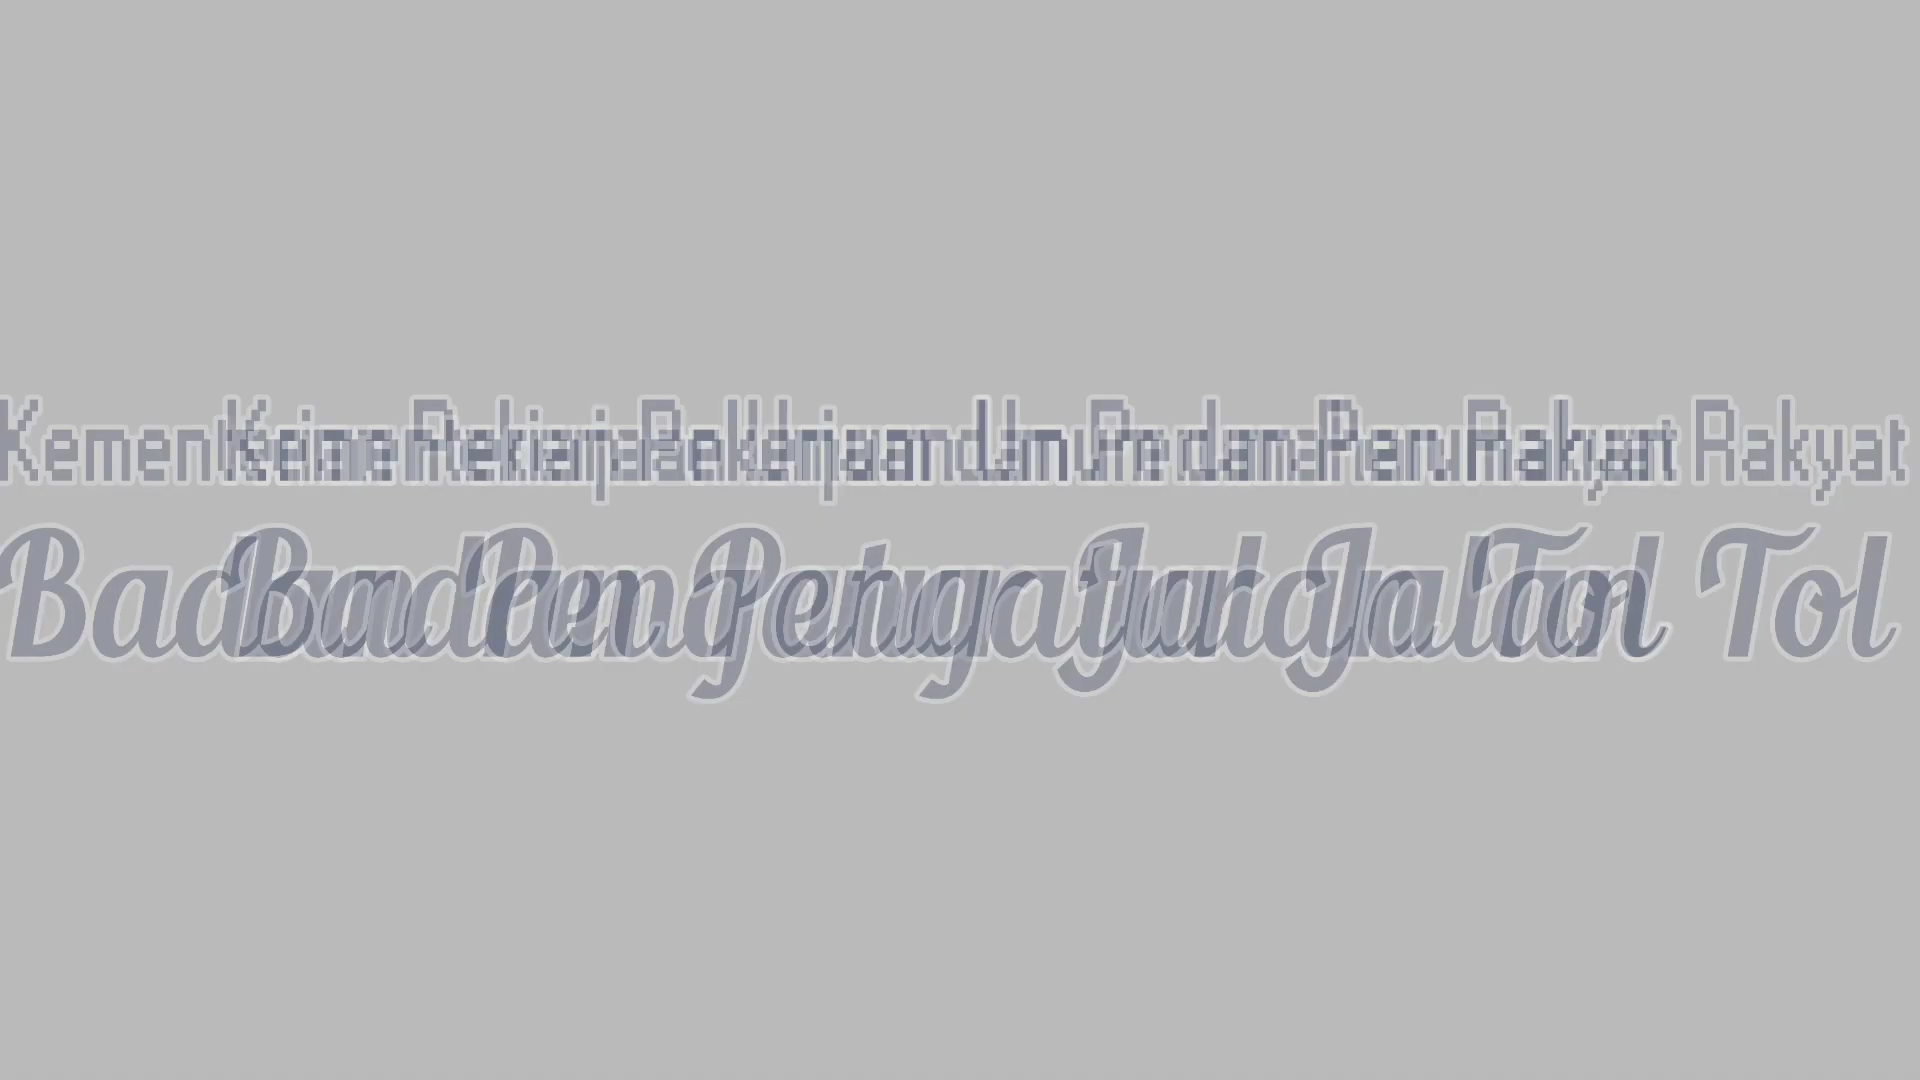 Kementerian Pekerjaan Umum dan Perumahan Rakyat
Badan Pengatur Jalan Tol